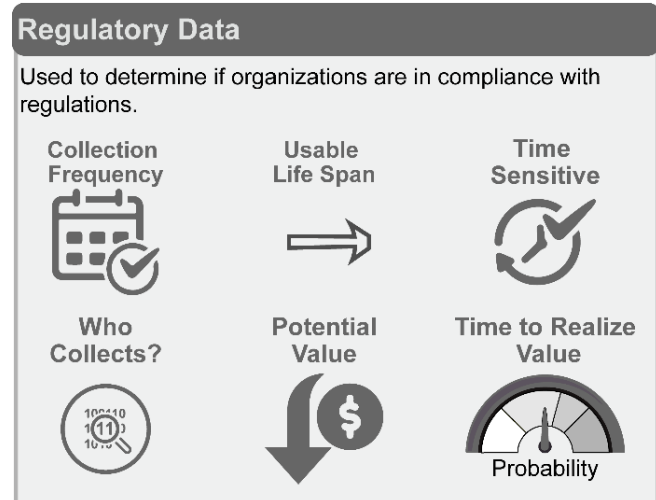 Regulatory Data
Used to determine if organizations are in compliance with
regulations.
Collection
Frequency
Usable
Life Span
Time
Sensitive
Who
Collects?
Potential
Value
Time to Realize
Value
11
$
Probability